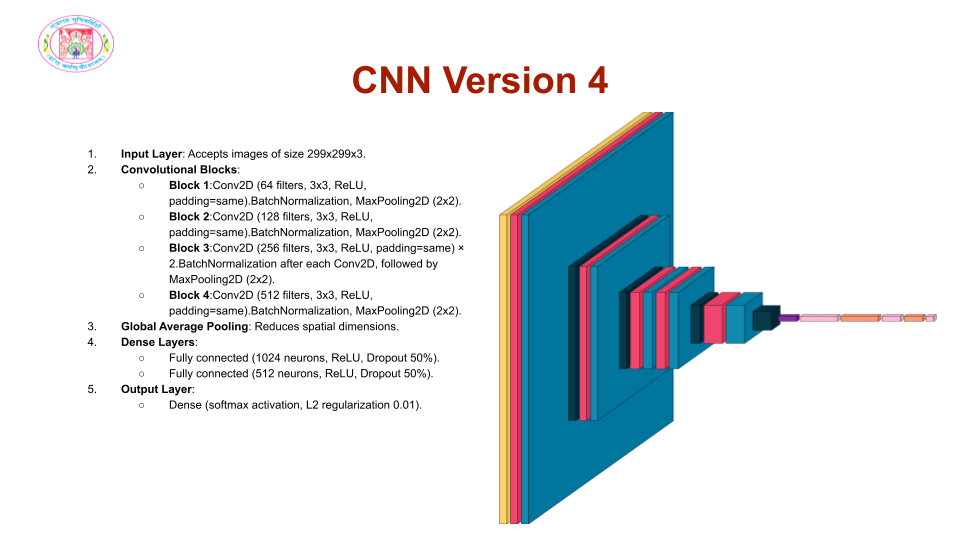 ગુજરાત યુનિવર્સિટી
CNN Version 4
1. Input Layer: Accepts images of size 299x299x3.
2. Convolutional Blocks:
○ Block 1:Conv2D (64 filters, 3x3, ReLU,
padding=same).BatchNormalization, MaxPooling2D (2x2).
○ Block 2:Conv2D (128 filters, 3x3, ReLU,
padding=same).BatchNormalization, MaxPooling2D (2x2).
○ Block 3:Conv2D (256 filters, 3x3, ReLU, padding=same) ×
2.BatchNormalization after each Conv2D, followed by
MaxPooling2D (2x2).
○ Block 4:Conv2D (512 filters, 3x3, ReLU,
padding=same).BatchNormalization, MaxPooling2D (2x2).
3. Global Average Pooling: Reduces spatial dimensions.
4. Dense Layers:
○ Fully connected (1024 neurons, ReLU, Dropout 50%).
○ Fully connected (512 neurons, ReLU, Dropout 50%).
5. Output Layer:
○ Dense (softmax activation, L2 regularization 0.01).